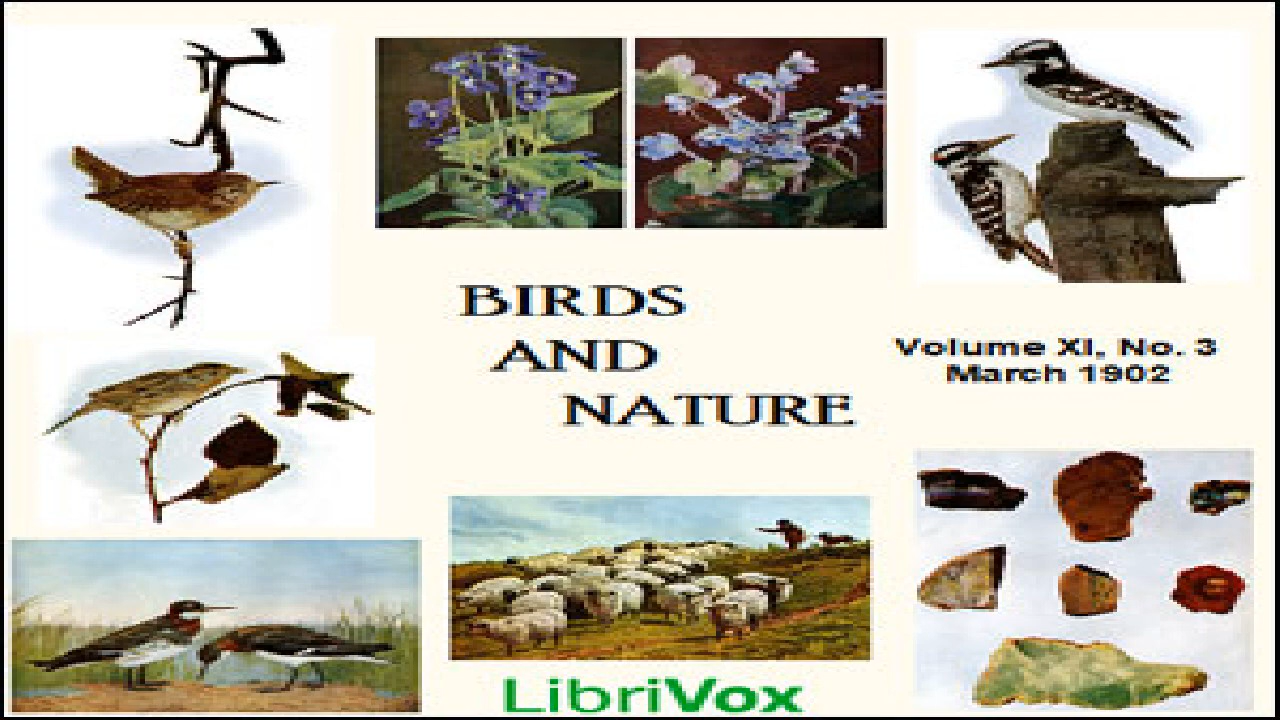 BIRDS
AND
NATURE
Volume XI, No. 3
March 1902
LibriVox